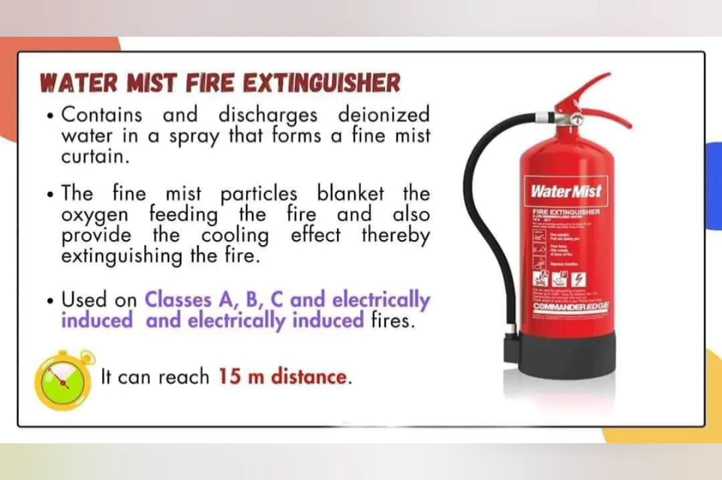 WATER MIST FIRE EXTINGUISHER
• Contains and discharges deionized
water in a spray that forms a fine mist
curtain.
• The fine mist particles blanket the
oxygen feeding the fire and also
provide the cooling effect thereby
extinguishing the fire.
• Used on Classes A, B, C and electrically
induced and electrically induced fires.
It can reach 15 m distance.
Water Mist
FIRE EXTINGUISHER
COMMANDER EDGE